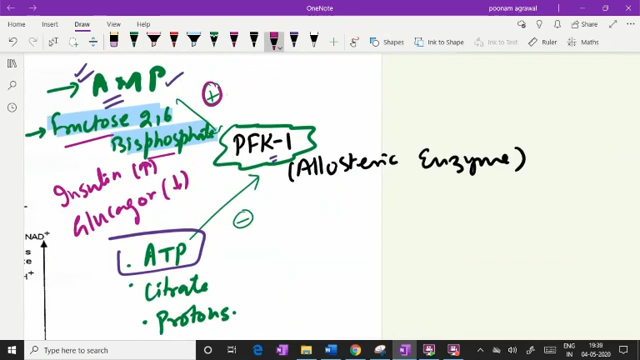 OneNote
poonam agrawal
Home
Insert
Draw
View
Help
Share
Eraser
Shapes
Ink to Shape
Ink to Text
Ruler
Maths
→ AMP
→ Fructose 2,6
Bisphosphate
+
PFK-1
(Allosteric Enzyme)
Insulin (↑)
Glucagon (↓)
−
• ATP
• Citrate
• Protons.
NAD+
H+
Type here to search
ENG
IN
19:39
04-05-2020